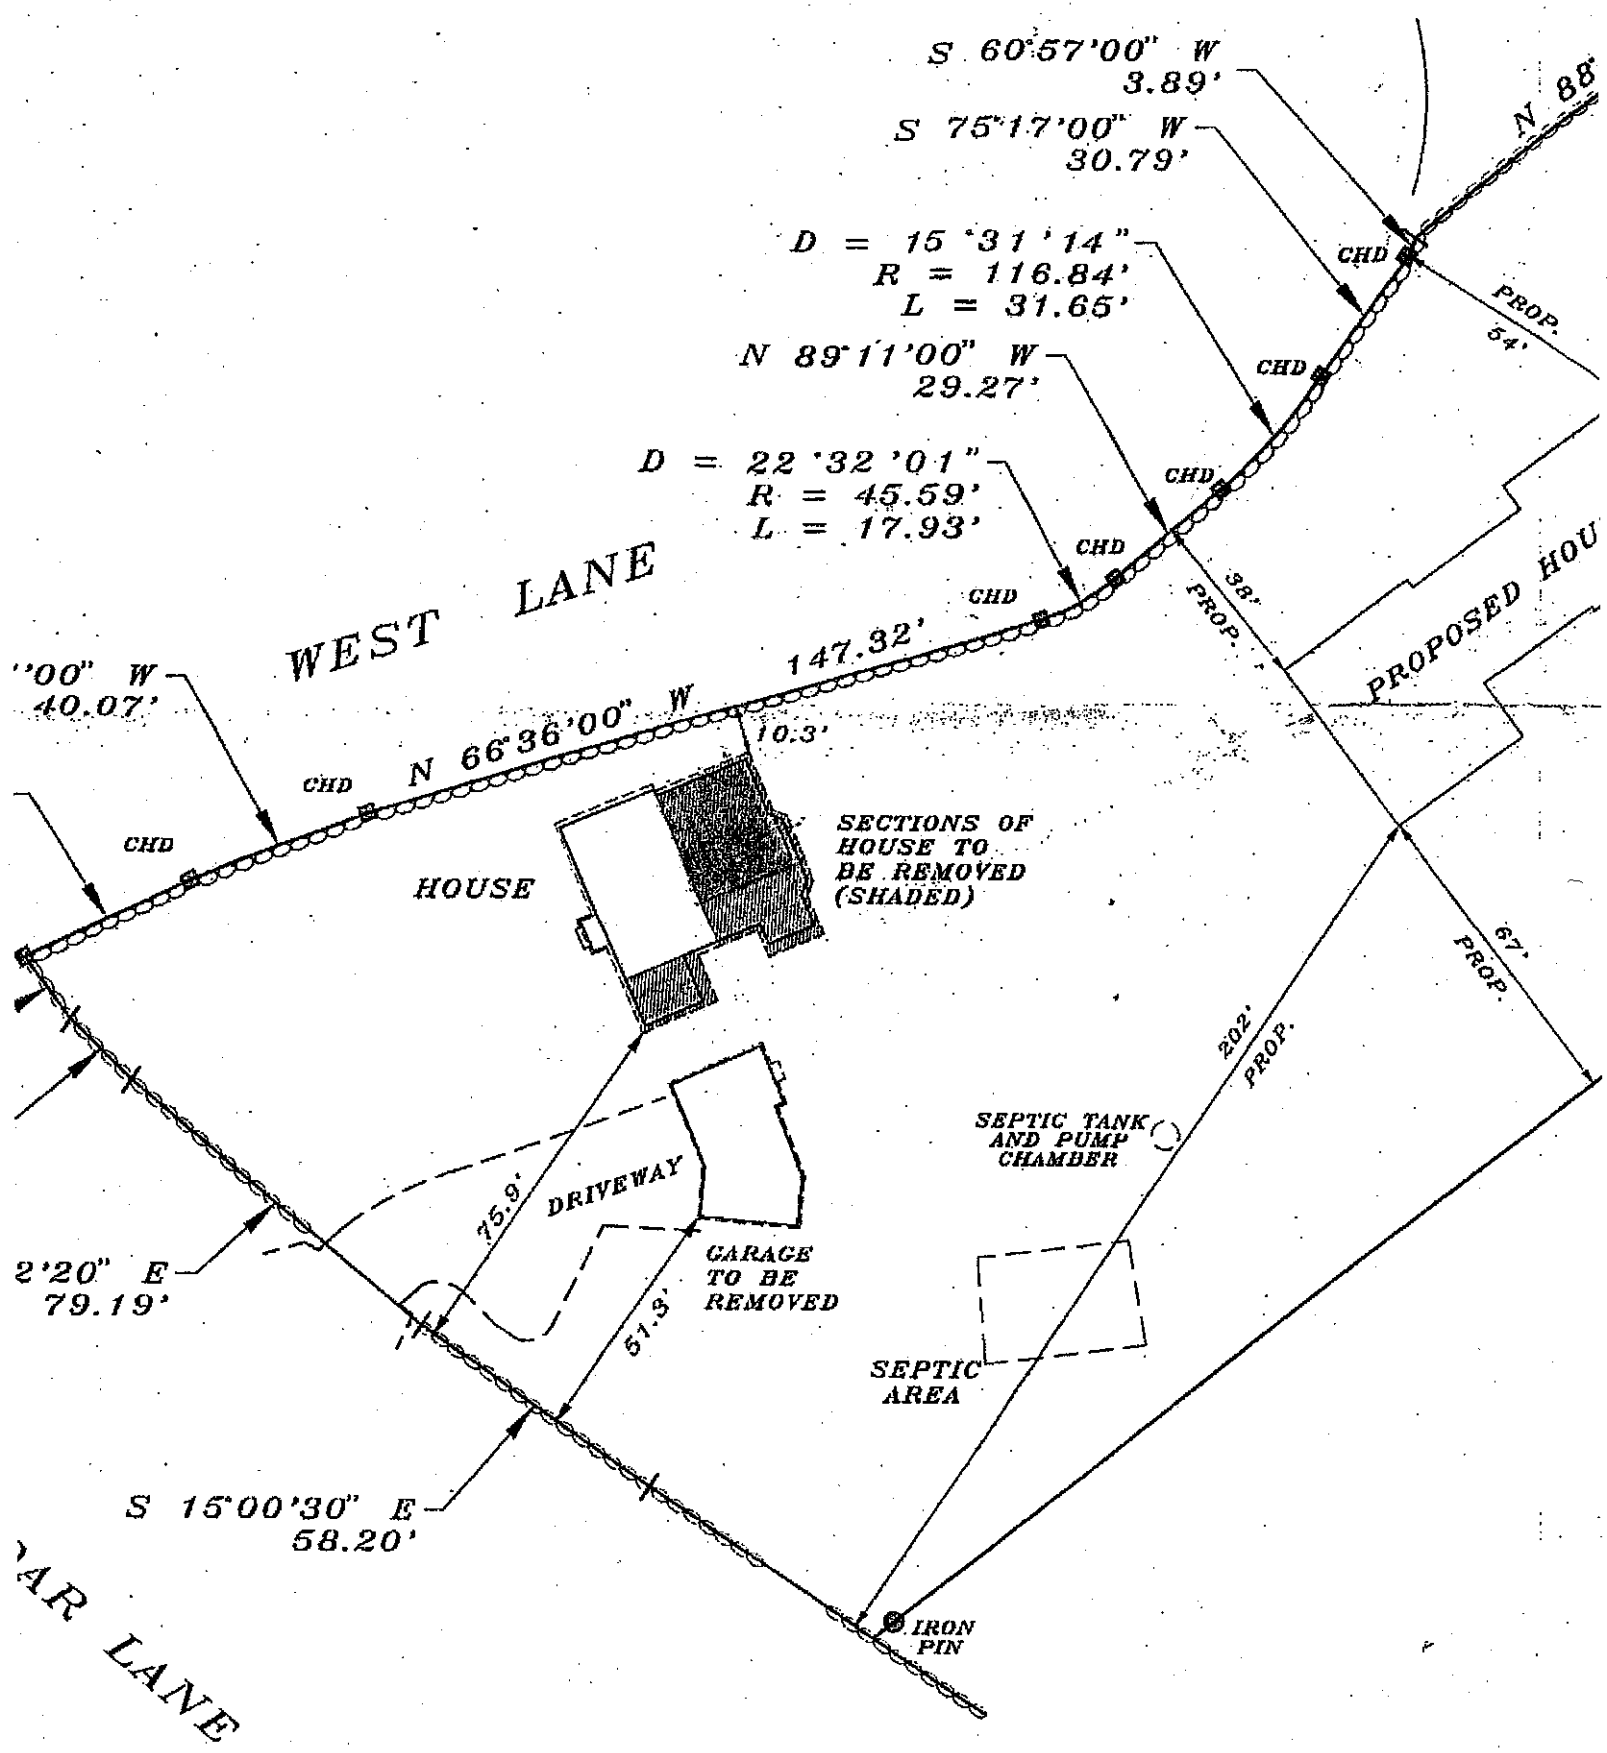 S 60°57'00" W
3.89'
S 75°17'00" W
30.79'
N 88°
D = 15°31'14"
R = 116.84'
L = 31.65'
CHD
PROP.
54'
N 89°11'00" W
29.27'
CHD
D = 22°32'01"
R = 45.59'
L = 17.93'
CHD
CHD
CHD
WEST LANE
38'
PROP.
PROPOSED HOU
147.32'
N 66°36'00" W
'00" W
40.07'
10.3'
CHD
CHD
HOUSE
SECTIONS OF
HOUSE TO
BE REMOVED
(SHADED)
67'
PROP.
202'
PROP.
SEPTIC TANK
AND PUMP
CHAMBER
75.9'
DRIVEWAY
GARAGE
TO BE
REMOVED
2'20" E
79.19'
51.3'
SEPTIC
AREA
S 15°00'30" E
58.20'
IRON
PIN
AR LANE